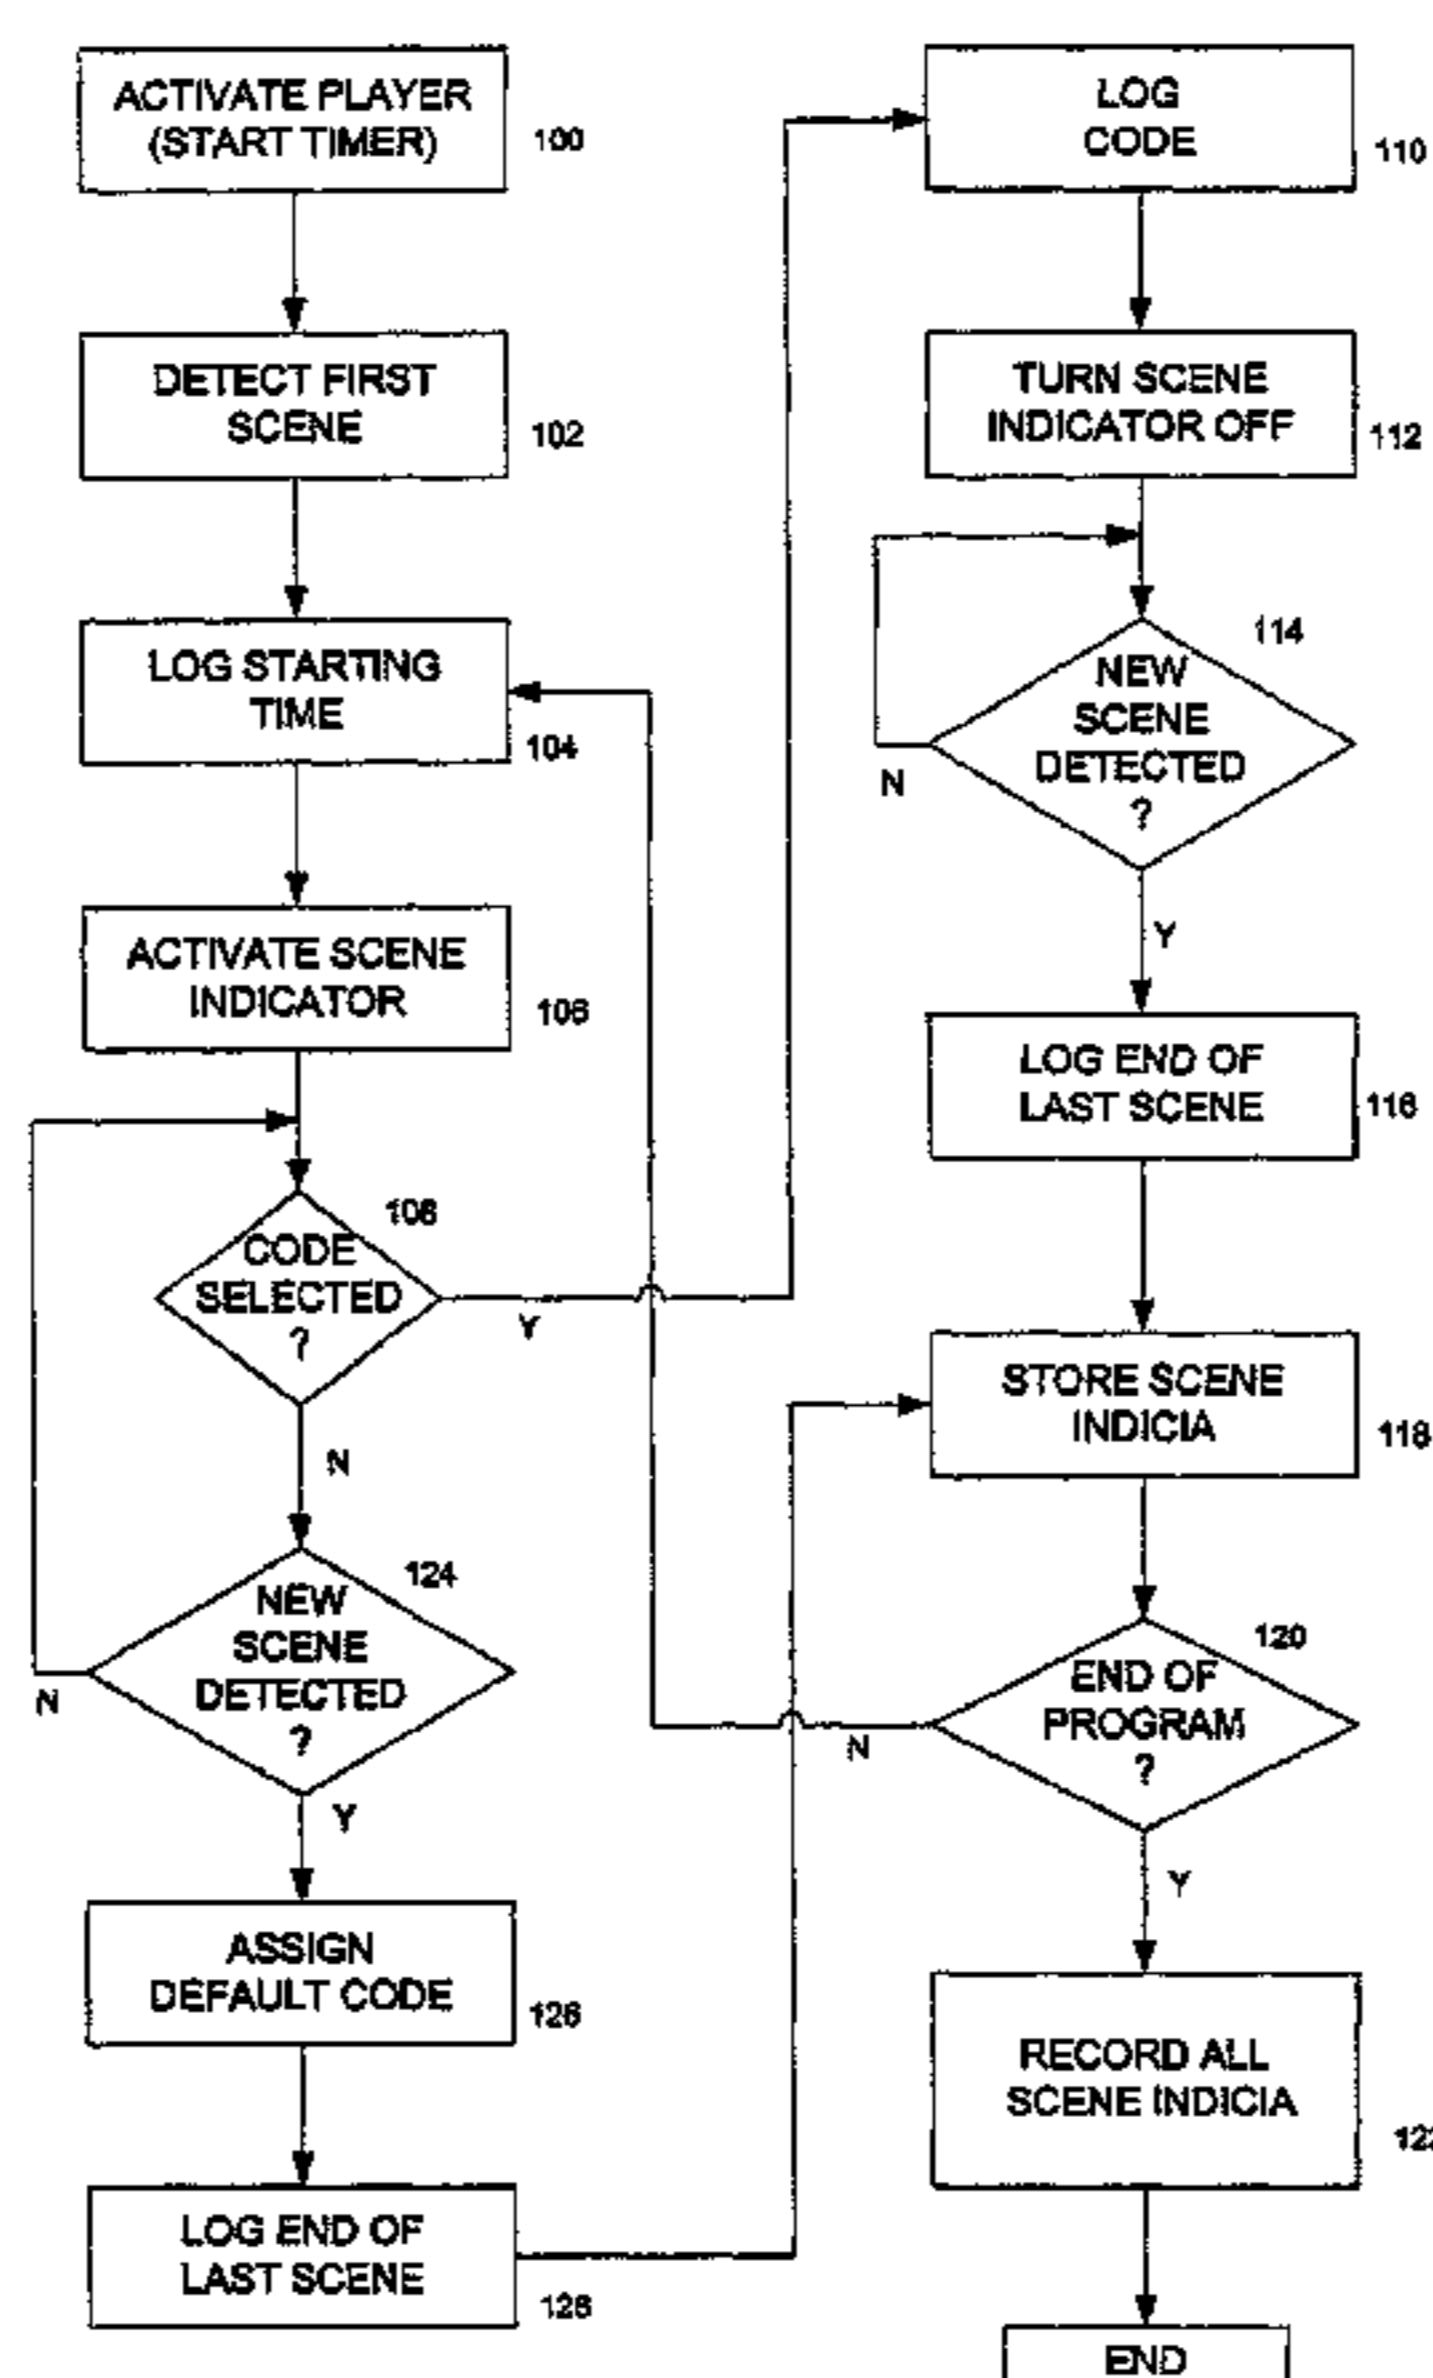 ACTIVATE PLAYER
(START TIMER)
100
DETECT FIRST
SCENE
102
LOG STARTING
TIME
104
ACTIVATE SCENE
INDICATOR
106
CODE
SELECTED
?
108
Y
N
NEW
SCENE
DETECTED
?
124
N
Y
ASSIGN
DEFAULT CODE
126
LOG END OF
LAST SCENE
128
LOG
CODE
110
TURN SCENE
INDICATOR OFF
112
NEW
SCENE
DETECTED
?
114
N
Y
LOG END OF
LAST SCENE
116
STORE SCENE
INDICIA
118
END OF
PROGRAM
?
120
N
Y
RECORD ALL
SCENE INDICIA
122
END